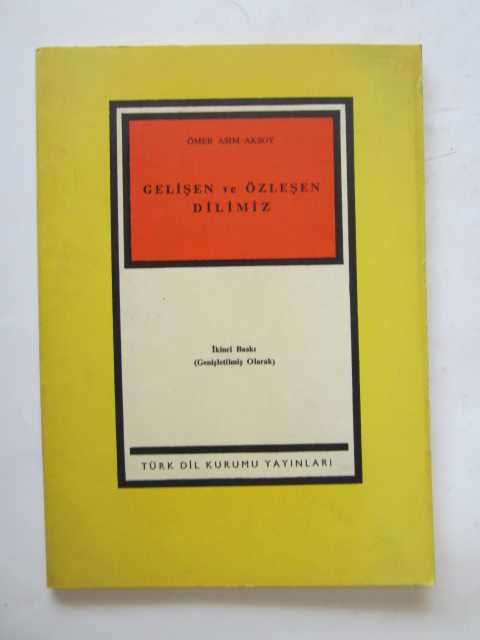 ÖMER ASIM AKSOY
GELİŞEN ve ÖZLEŞEN
DİLİMİZ
İkinci Baskı
(Genişletilmiş Olarak)
TÜRK DİL KURUMU YAYINLARI